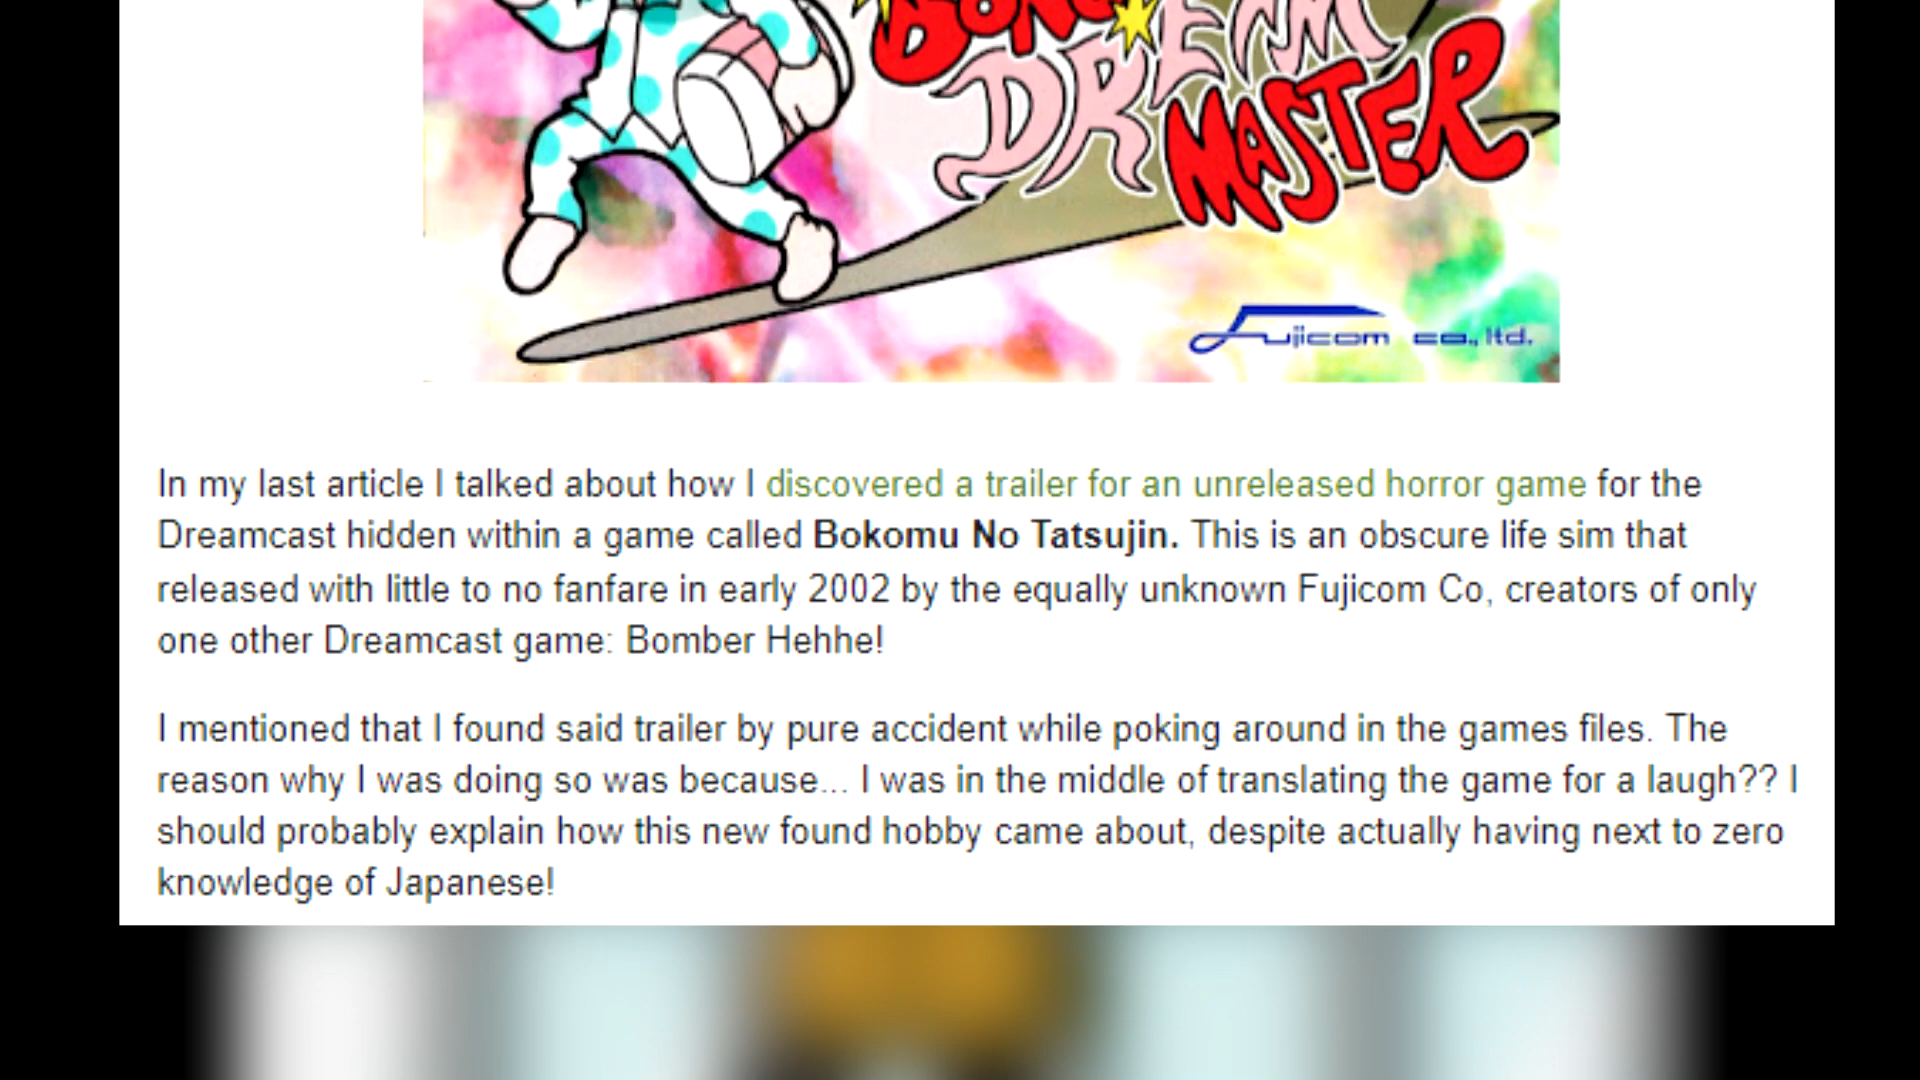 DREAM
MASTER
Fujicom co., ltd.
In my last article I talked about how I discovered a trailer for an unreleased horror game for the
Dreamcast hidden within a game called Bokomu No Tatsujin. This is an obscure life sim that
released with little to no fanfare in early 2002 by the equally unknown Fujicom Co, creators of only
one other Dreamcast game: Bomber Hehhe!
I mentioned that I found said trailer by pure accident while poking around in the games files. The
reason why I was doing so was because... I was in the middle of translating the game for a laugh?? I
should probably explain how this new found hobby came about, despite actually having next to zero
knowledge of Japanese!